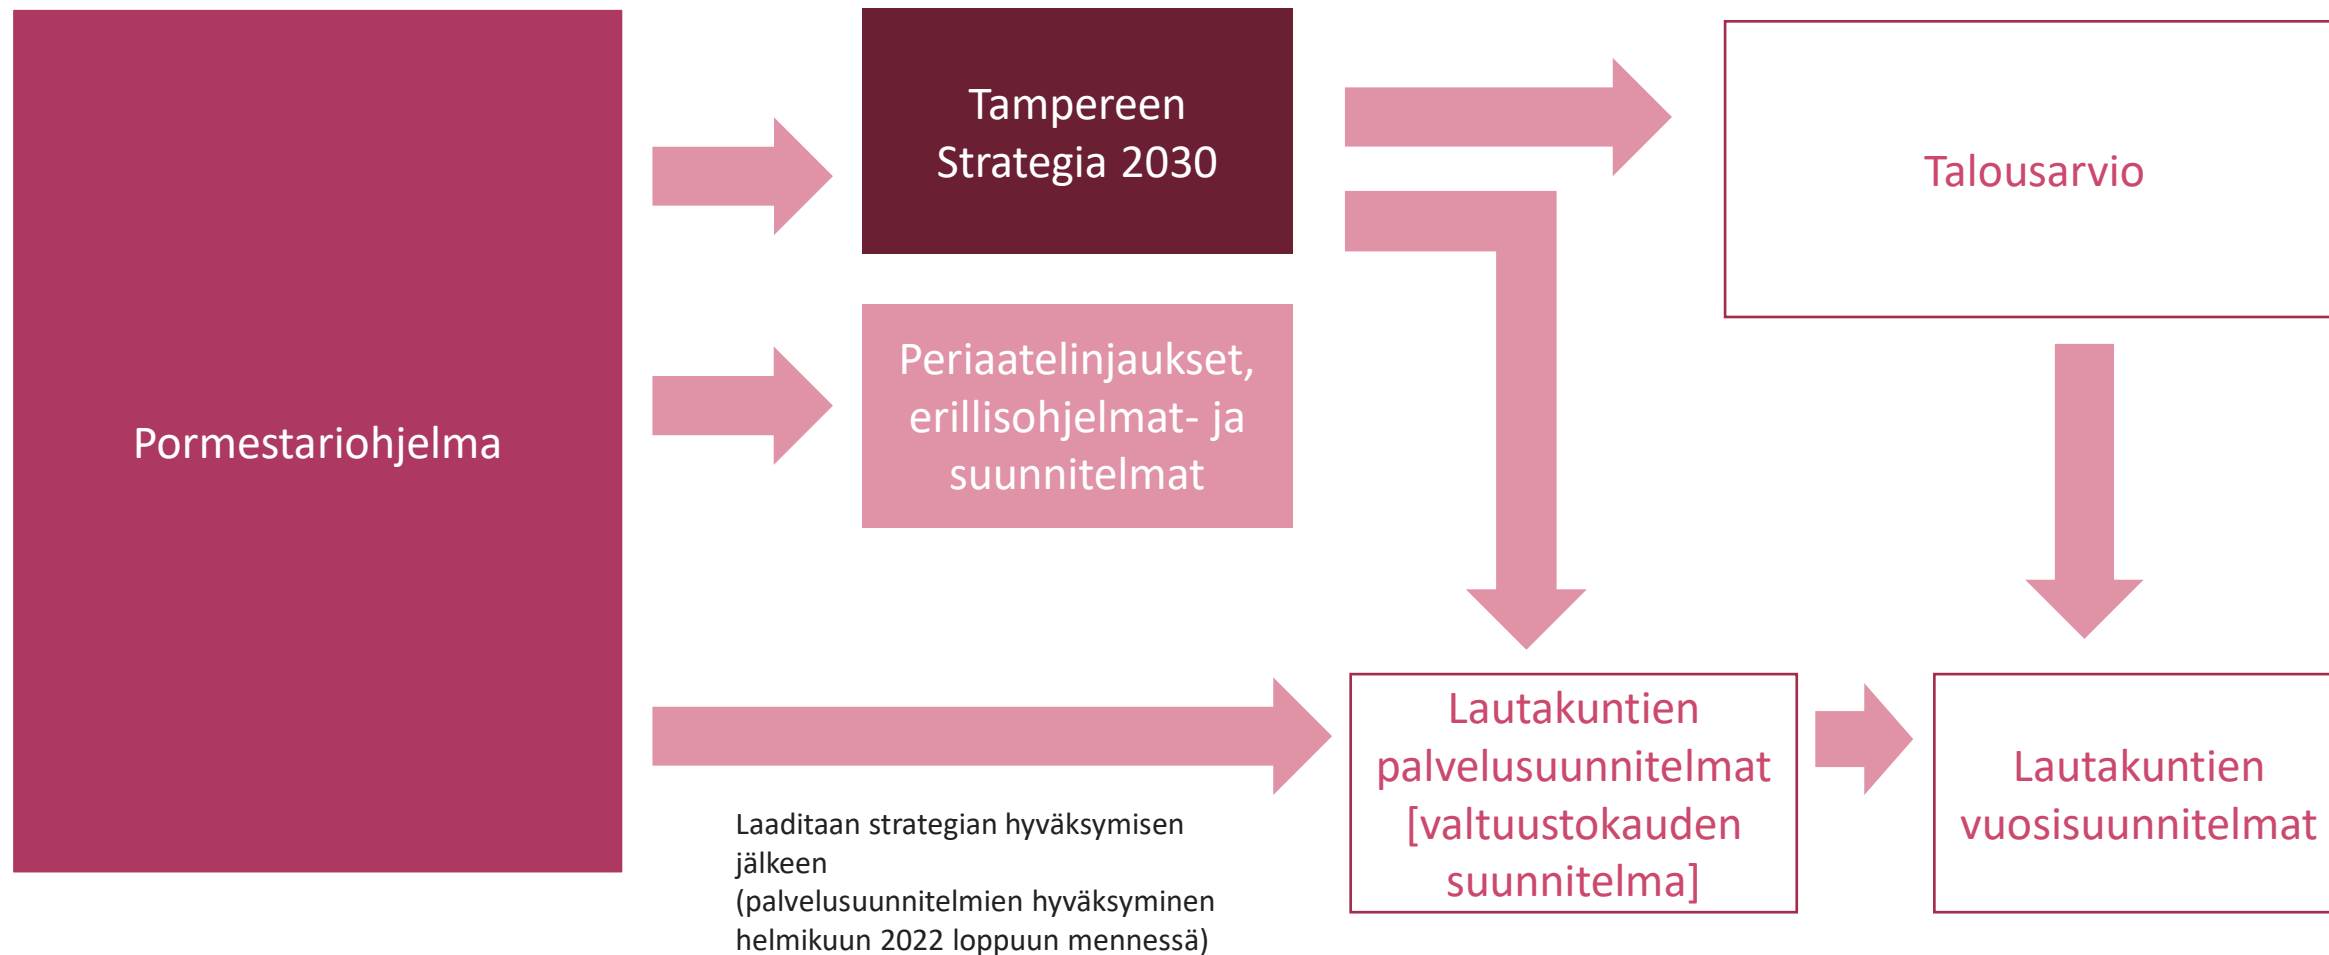 Pormestariohjelma
Tampereen
Strategia 2030
Periaatelinjaukset,
erillisohjelmat- ja
suunnitelmat
Talousarvio
Laaditaan strategian hyväksymisen
jälkeen
(palvelusuunnitelmien hyväksyminen
helmikuun 2022 loppuun mennessä)
Lautakuntien
palvelusuunnitelmat
[valtuustokauden
suunnitelma]
Lautakuntien
vuosisuunnitelmat